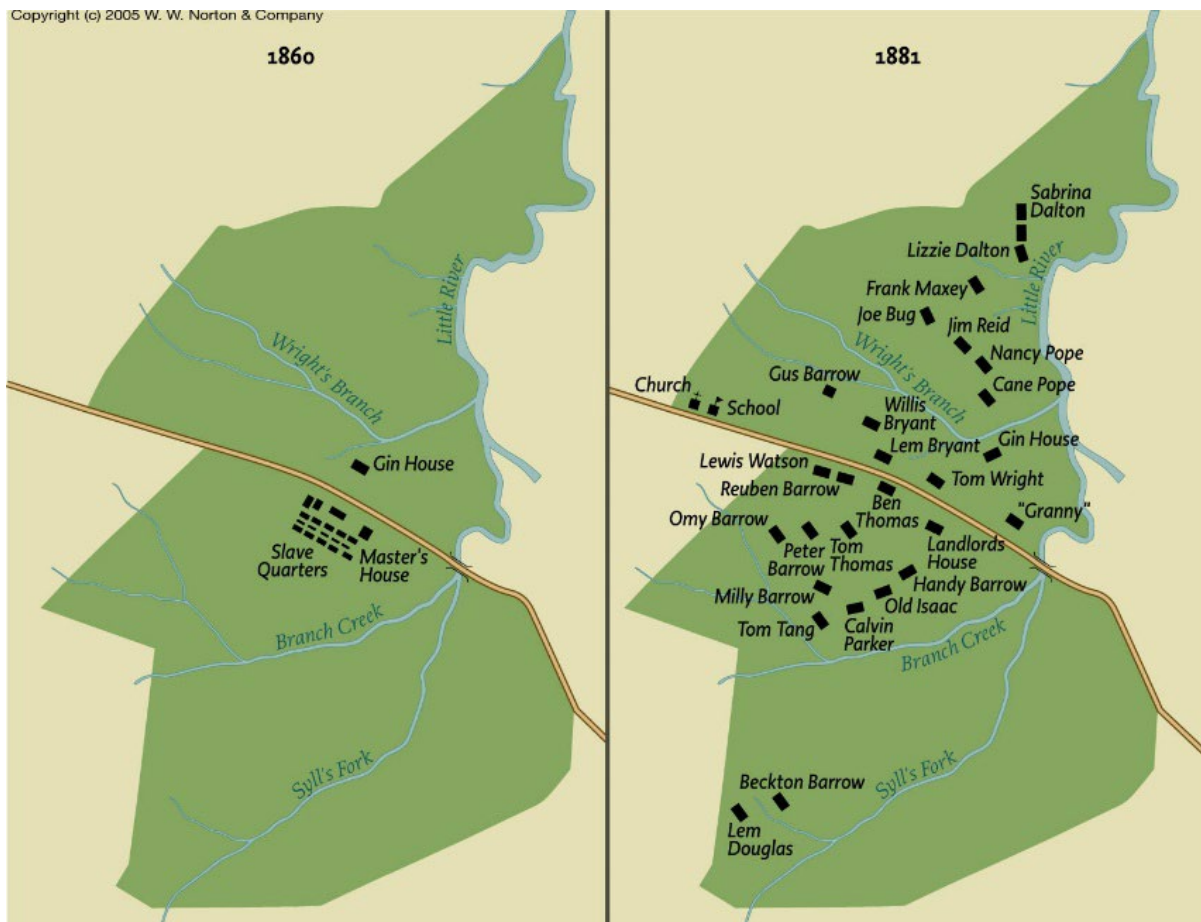 Copyright (c) 2005 W. W. Norton & Company
1860
Little River
Wright's Branch
Gin House
Slave
Quarters
Master's
House
Branch Creek
Syll's Fork
1881
Sabrina
Dalton
Lizzie Dalton
Little River
Frank Maxey
Joe Bug
Jim Reid
Nancy Pope
Wright's Branch
Cane Pope
Gus Barrow
Church
School
Willis
Bryant
Lem Bryant
Gin House
Lewis Watson
Reuben Barrow
Tom Wright
Ben
Thomas
"Granny"
Omy Barrow
Peter
Barrow
Tom
Thomas
Landlords
House
Handy Barrow
Milly Barrow
Old Isaac
Tom Tang
Calvin
Parker
Branch Creek
Syll's Fork
Beckton Barrow
Lem
Douglas